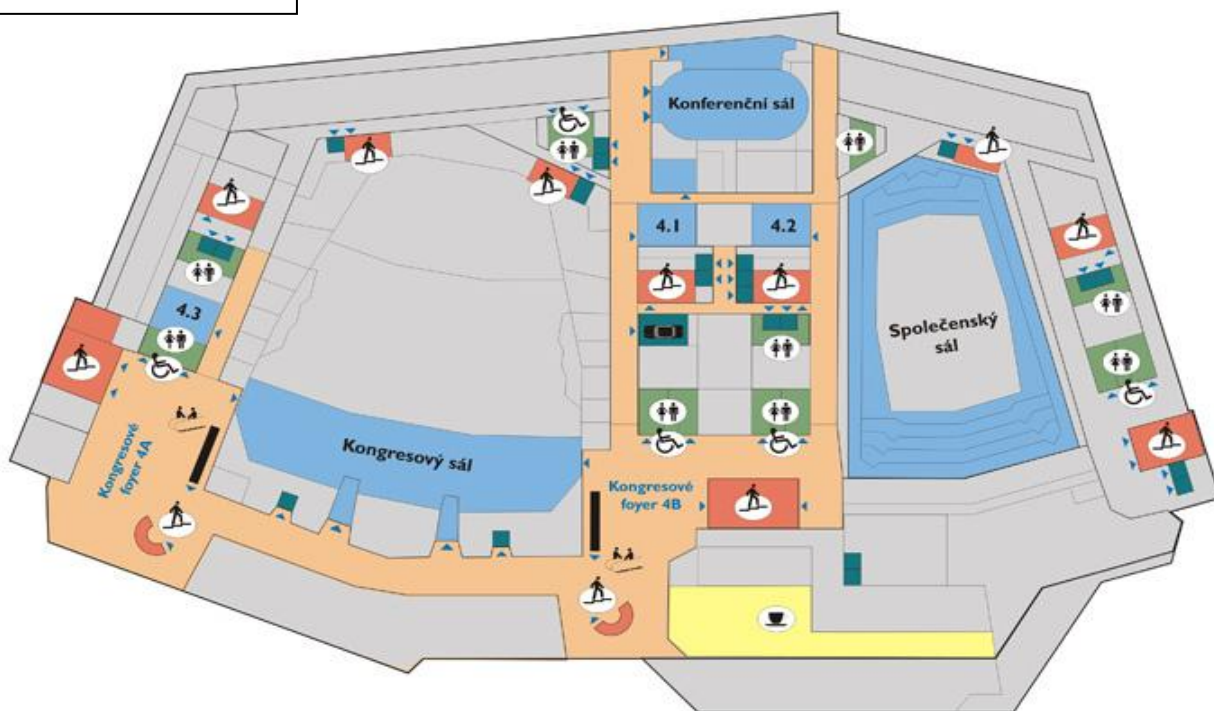 Konferenční sál
4.1
4.2
4.3
Společenský
sál
Kongresový sál
Kongresové
foyer 4A
Kongresové
foyer 4B